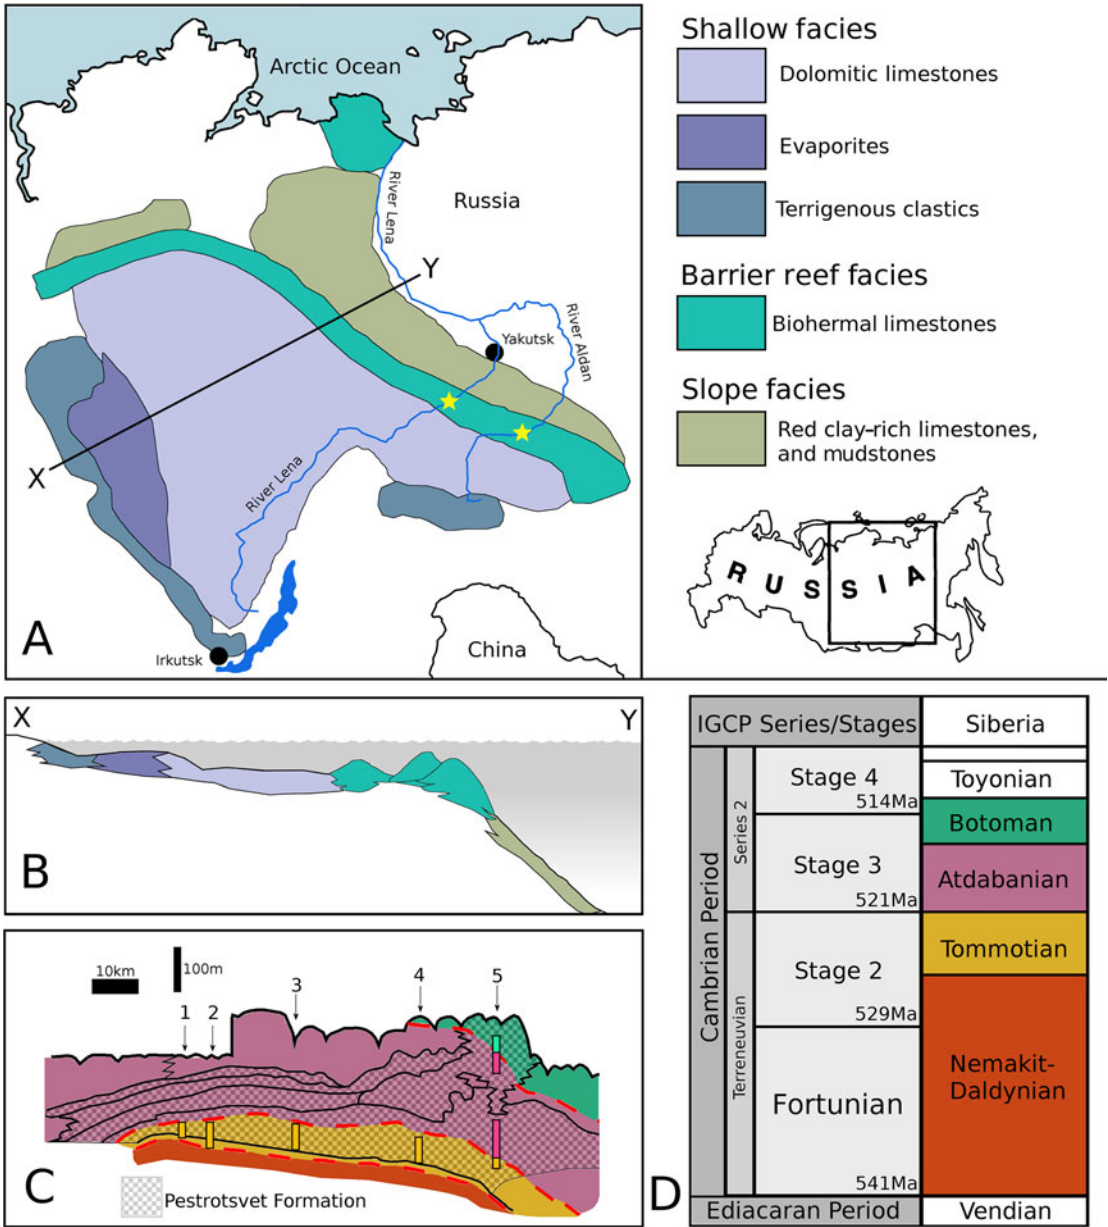 Arctic Ocean
River Lena
Russia
Y
River Aldan
Yakutsk
X
River Lena
A
Irkutsk
China
Shallow facies
Dolomitic limestones
Evaporites
Terrigenous clastics
Barrier reef facies
Biohermal limestones
Slope facies
Red clay-rich limestones,
and mudstones
RUSSIA
X
Y
B
10km
100m
1
2
3
4
5
C
Pestrotsvet Formation
D
IGCP Series/Stages
Siberia
Cambrian Period
Series 2
Stage 4
514Ma
Toyonian
Botoman
Stage 3
521Ma
Atdabanian
Terreneuvian
Stage 2
529Ma
Tommotian
Fortunian
541Ma
Nemakit-
Daldynian
Ediacaran Period
Vendian